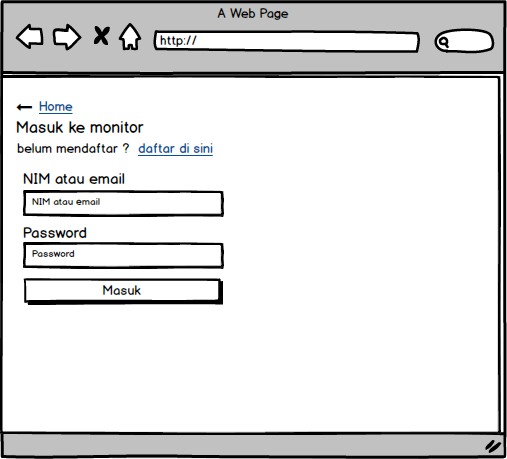 A Web Page
http://
Home
Masuk ke monitor
belum mendaftar ? daftar di sini
NIM atau email
NIM atau email
Password
Password
Masuk